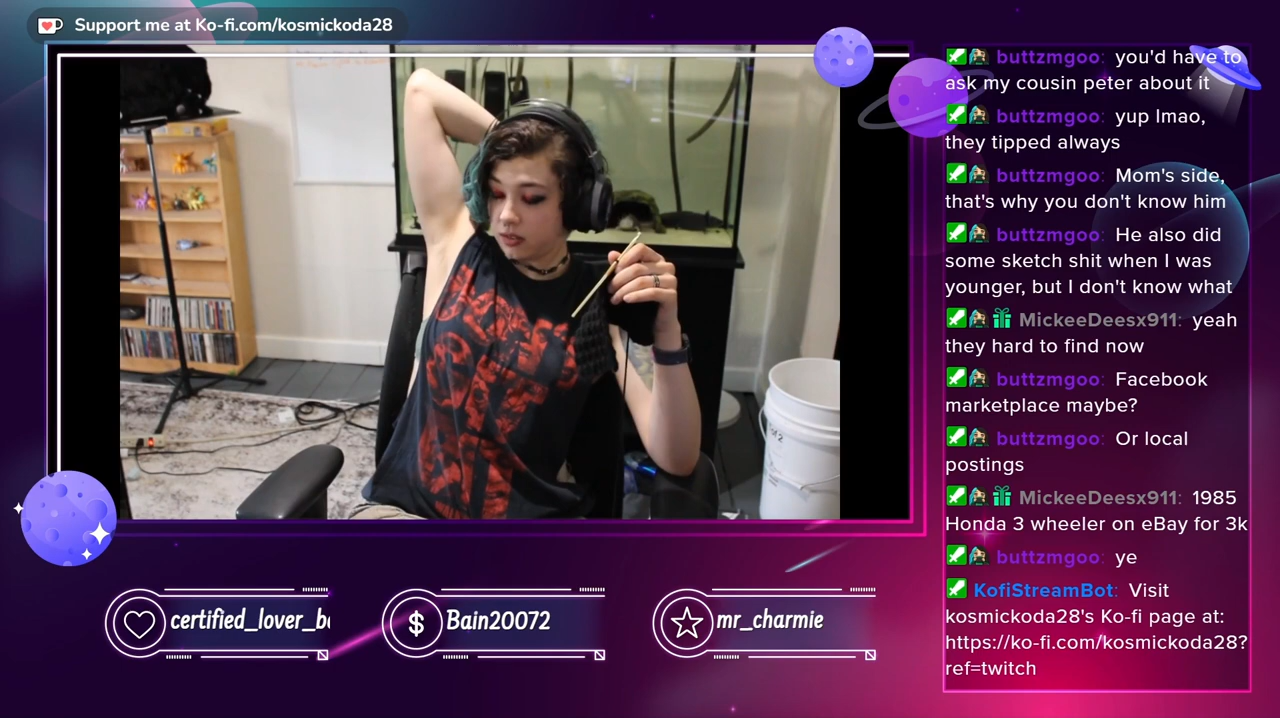 Support me at Ko-fi.com/kosmickoda28
buttzmgoo: you'd have to
ask my cousin peter about it
buttzmgoo: yup lmao,
they tipped always
buttzmgoo: Mom's side,
that's why you don't know him
buttzmgoo: He also did
some sketch shit when I was
younger, but I don't know what
MickeeDeesx911: yeah
they hard to find now
buttzmgoo: Facebook
marketplace maybe?
buttzmgoo: Or local
postings
MickeeDeesx911: 1985
Honda 3 wheeler on eBay for 3k
buttzmgoo: ye
KofiStreamBot: Visit
kosmickoda28's Ko-fi page at:
https://ko-fi.com/kosmickoda28?
ref=twitch
certified_lover_bo
Bain20072
mr_charmie